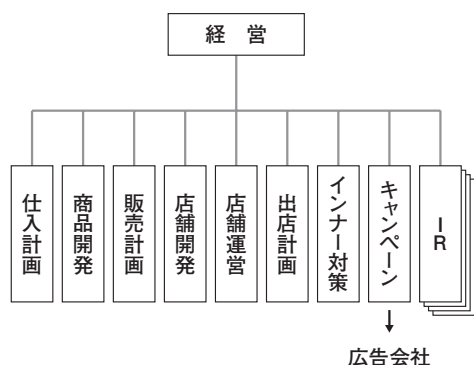 経 営
仕入計画
商品開発
販売計画
店舗開発
店舗運営
出店計画
インナー対策
キャンペーン
IR
広告会社